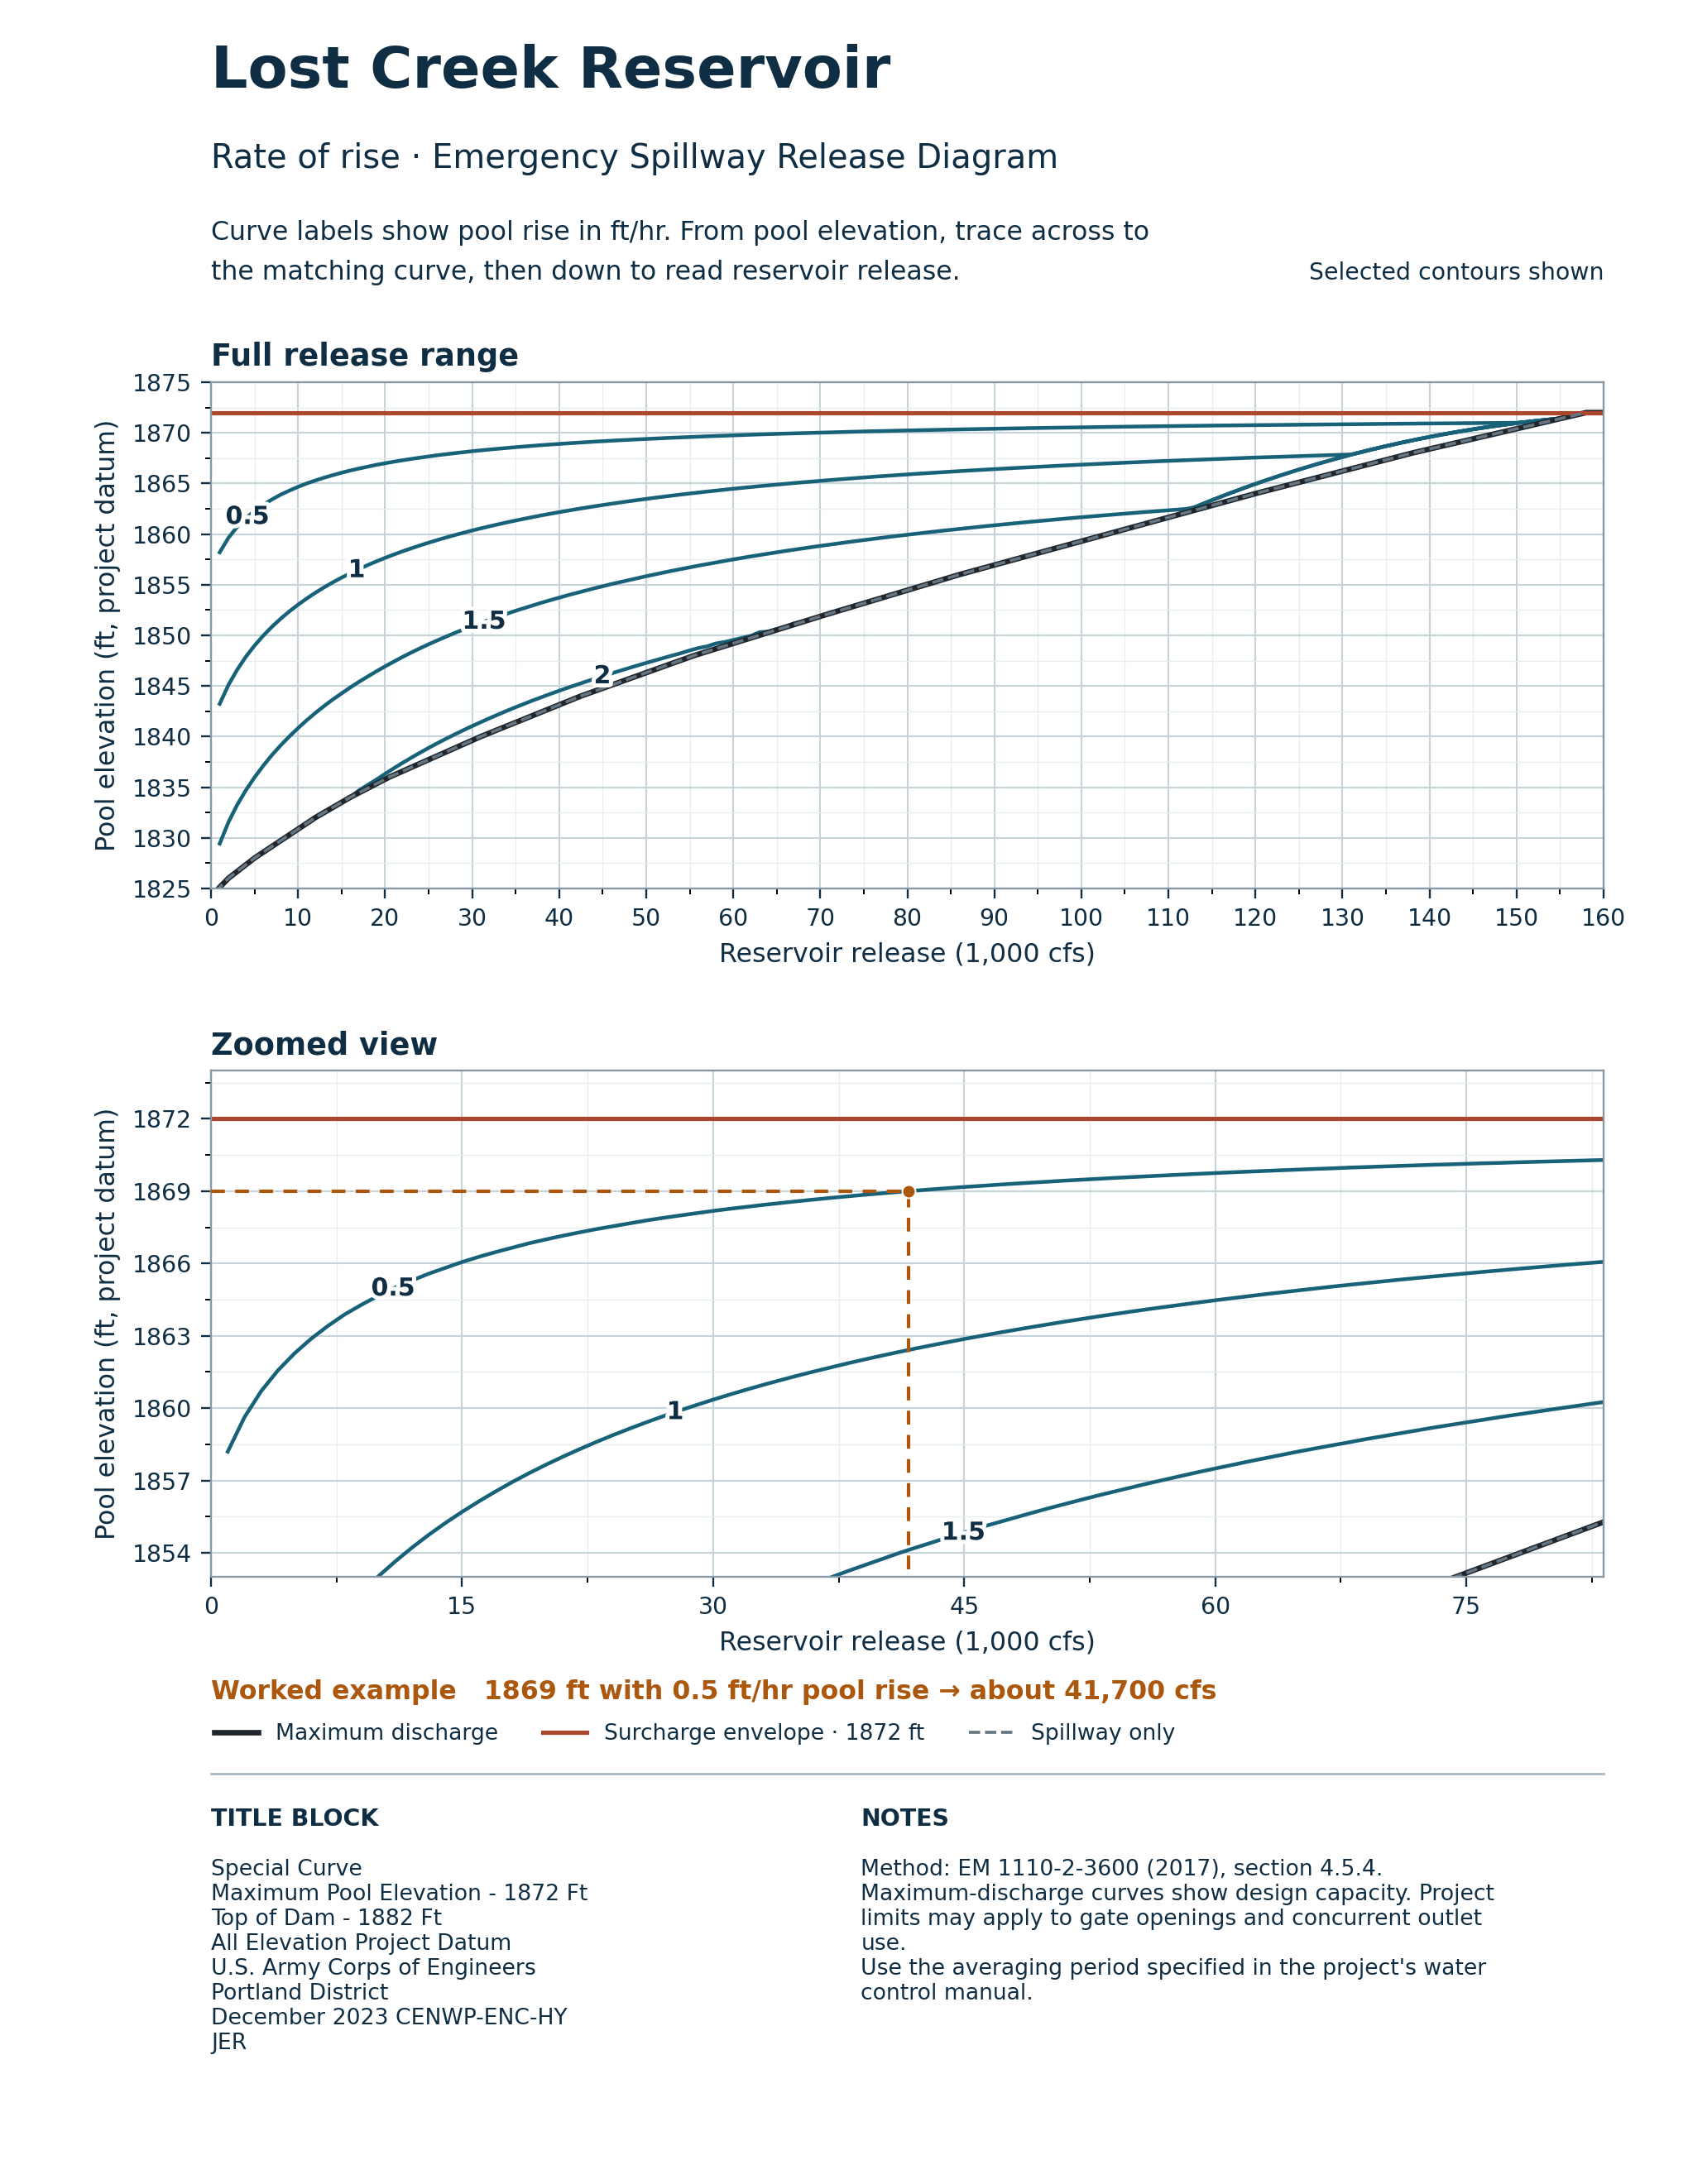 Lost Creek Reservoir
Rate of rise · Emergency Spillway Release Diagram
Curve labels show pool rise in ft/hr. From pool elevation, trace across to
the matching curve, then down to read reservoir release.
Selected contours shown
Full release range
Pool elevation (ft, project datum)
1875
1870
1865
1860
1855
1850
1845
1840
1835
1830
1825
0.5
1
1.5
2
0 10 20 30 40 50 60 70 80 90 100 110 120 130 140 150 160
Reservoir release (1,000 cfs)
Zoomed view
Pool elevation (ft, project datum)
1872
1869
1866
1863
1860
1857
1854
0.5
1
1.5
0 15 30 45 60 75
Reservoir release (1,000 cfs)
Worked example 1869 ft with 0.5 ft/hr pool rise → about 41,700 cfs
Maximum discharge Surcharge envelope · 1872 ft Spillway only
TITLE BLOCK
Special Curve
Maximum Pool Elevation - 1872 Ft
Top of Dam - 1882 Ft
All Elevation Project Datum
U.S. Army Corps of Engineers
Portland District
December 2023 CENWP-ENC-HY
JER
NOTES
Method: EM 1110-2-3600 (2017), section 4.5.4.
Maximum-discharge curves show design capacity. Project
limits may apply to gate openings and concurrent outlet
use.
Use the averaging period specified in the project's water
control manual.